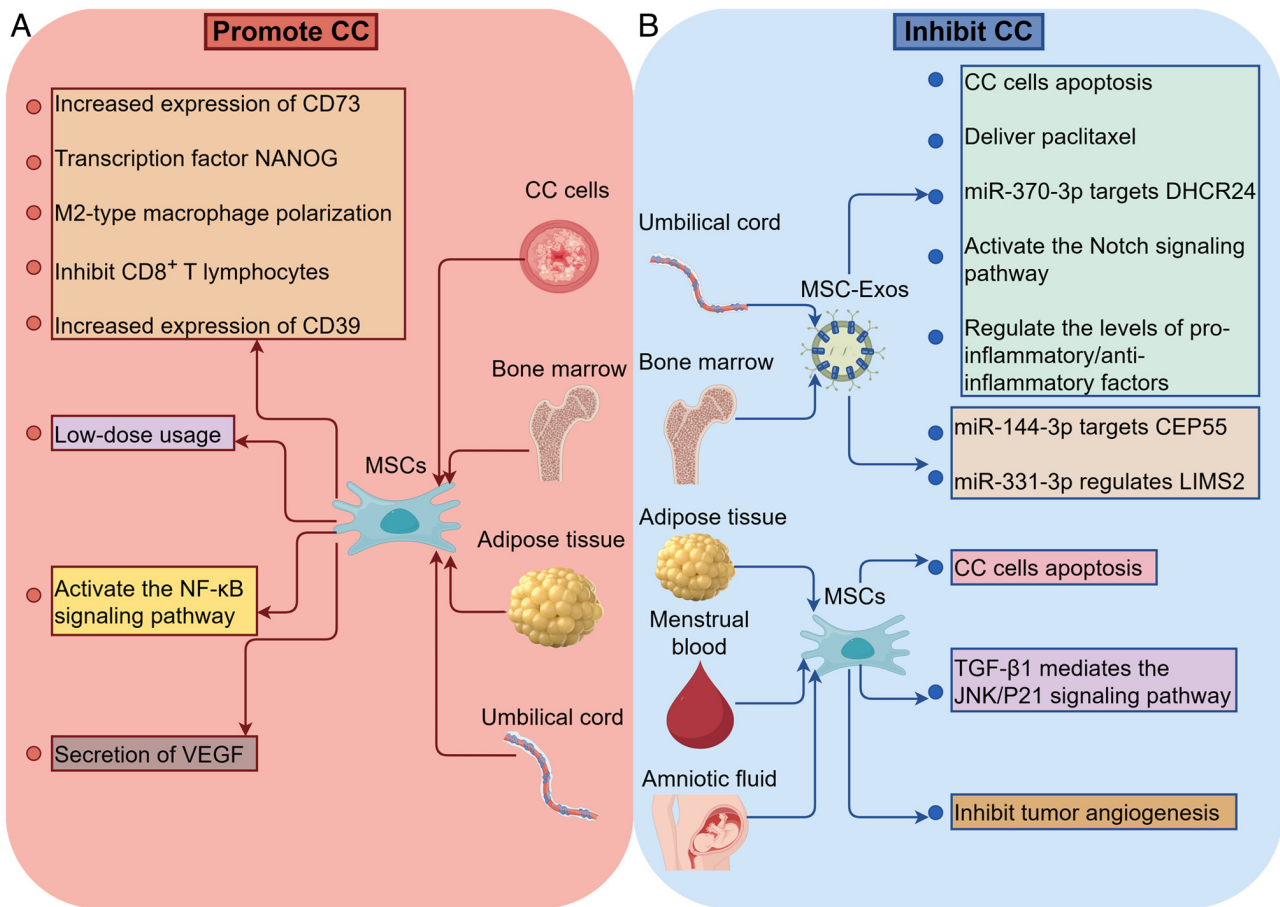 A
Promote CC
Increased expression of CD73
Transcription factor NANOG
M2-type macrophage polarization
Inhibit CD8⁺ T lymphocytes
Increased expression of CD39
Low-dose usage
Activate the NF-κB
signaling pathway
Secretion of VEGF
MSCs
CC cells
Bone marrow
Adipose tissue
Umbilical cord
B
Inhibit CC
Umbilical cord
Bone marrow
MSC-Exos
CC cells apoptosis
Deliver paclitaxel
miR-370-3p targets DHCR24
Activate the Notch signaling
pathway
Regulate the levels of pro-
inflammatory/anti-
inflammatory factors
miR-144-3p targets CEP55
miR-331-3p regulates LIMS2
Adipose tissue
Menstrual
blood
Amniotic fluid
MSCs
CC cells apoptosis
TGF-β1 mediates the
JNK/P21 signaling pathway
Inhibit tumor angiogenesis